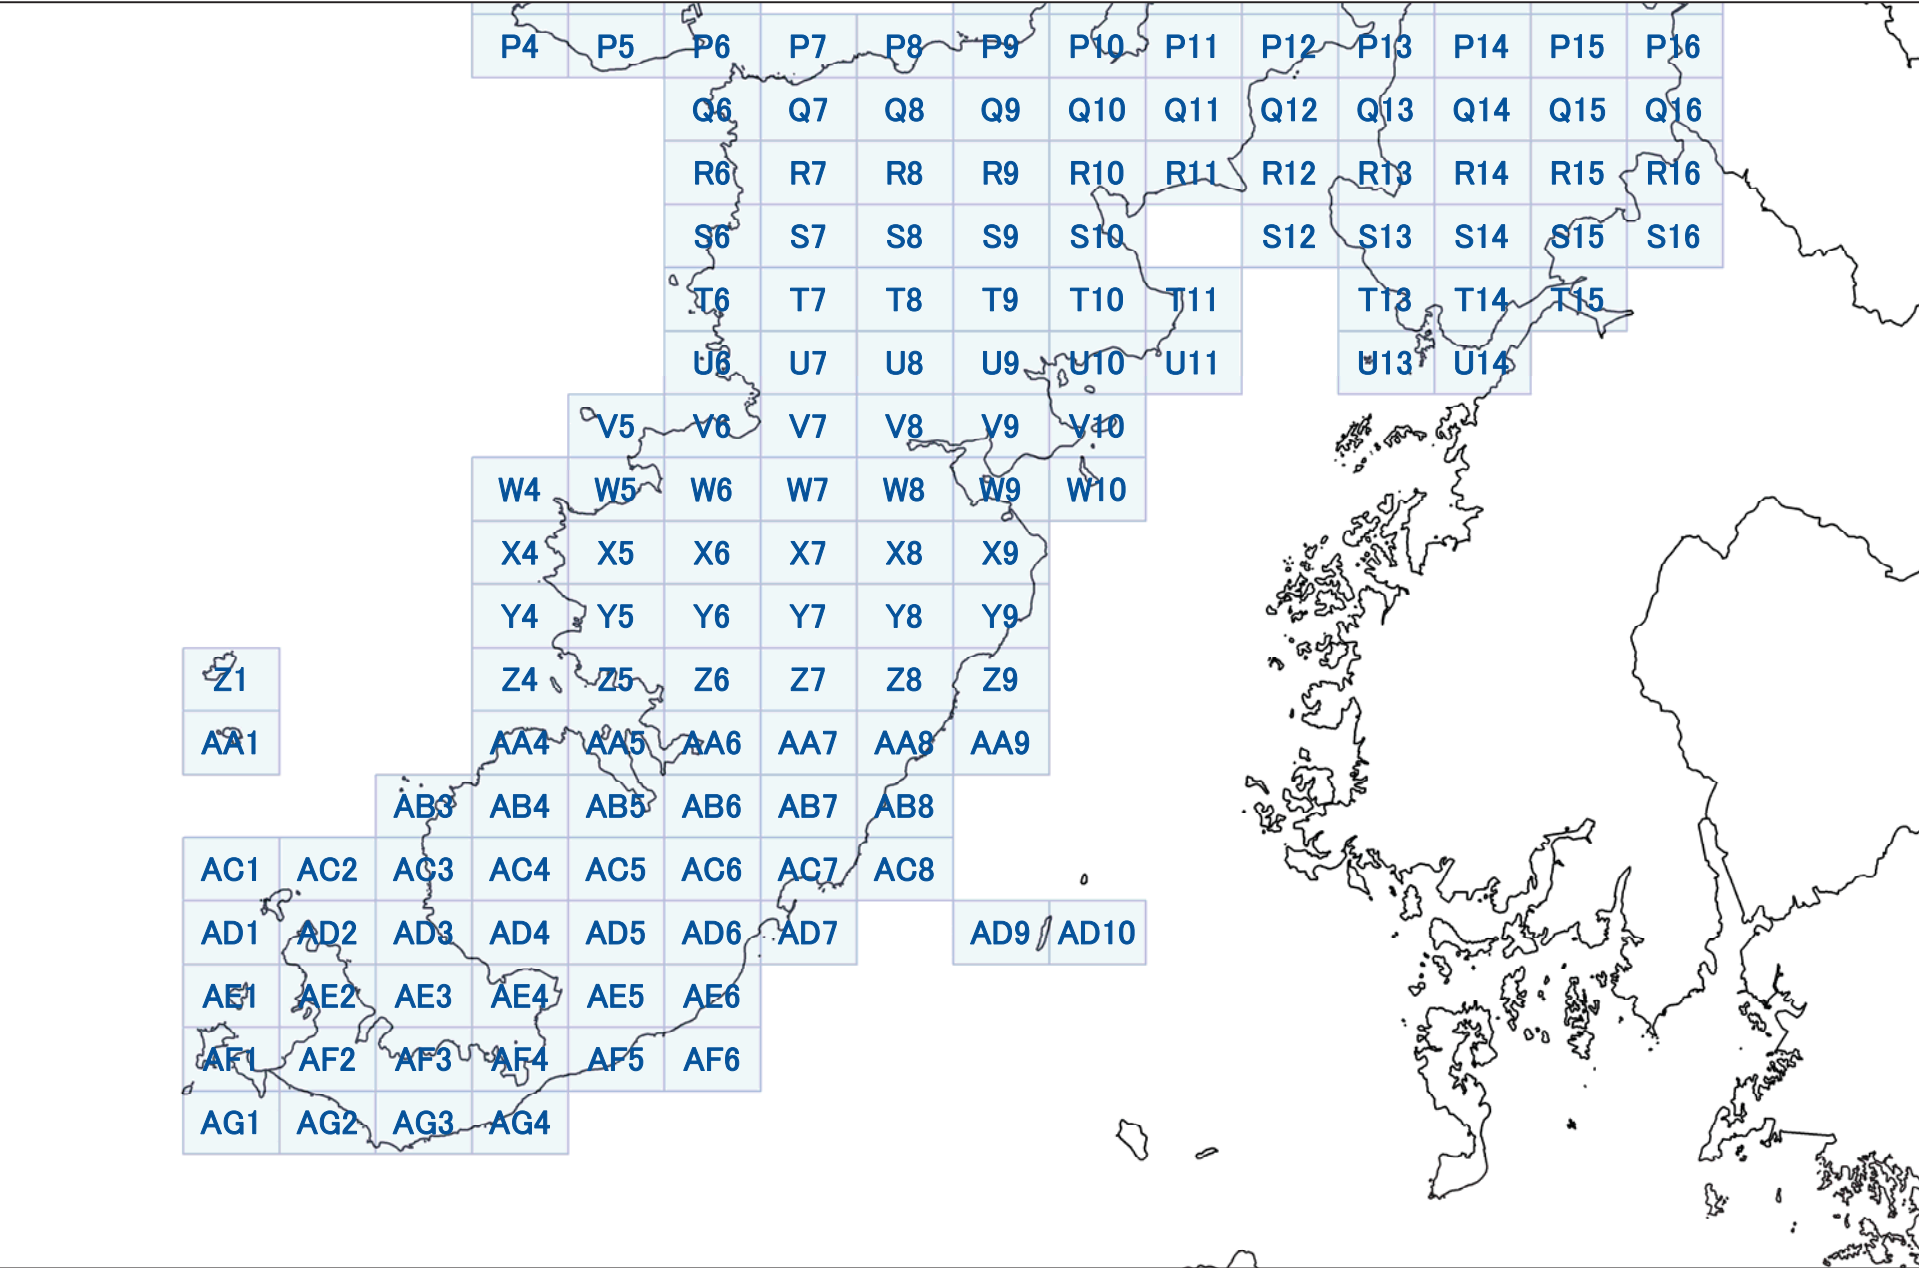 P4 P5 P6 P7 P8 P9 P10 P11 P12 P13 P14 P15 P16
Q6 Q7 Q8 Q9 Q10 Q11 Q12 Q13 Q14 Q15 Q16
R6 R7 R8 R9 R10 R11 R12 R13 R14 R15 R16
S6 S7 S8 S9 S10 S12 S13 S14 S15 S16
T6 T7 T8 T9 T10 T11 T13 T14 T15
U6 U7 U8 U9 U10 U11 U13 U14
V5 V6 V7 V8 V9 V10
W4 W5 W6 W7 W8 W9 W10
X4 X5 X6 X7 X8 X9
Y4 Y5 Y6 Y7 Y8 Y9
Z1 Z4 Z5 Z6 Z7 Z8 Z9
AA1 AA4 AA5 AA6 AA7 AA8 AA9
AB3 AB4 AB5 AB6 AB7 AB8
AC1 AC2 AC3 AC4 AC5 AC6 AC7 AC8
AD1 AD2 AD3 AD4 AD5 AD6 AD7 AD9 AD10
AE1 AE2 AE3 AE4 AE5 AE6
AF1 AF2 AF3 AF4 AF5 AF6
AG1 AG2 AG3 AG4